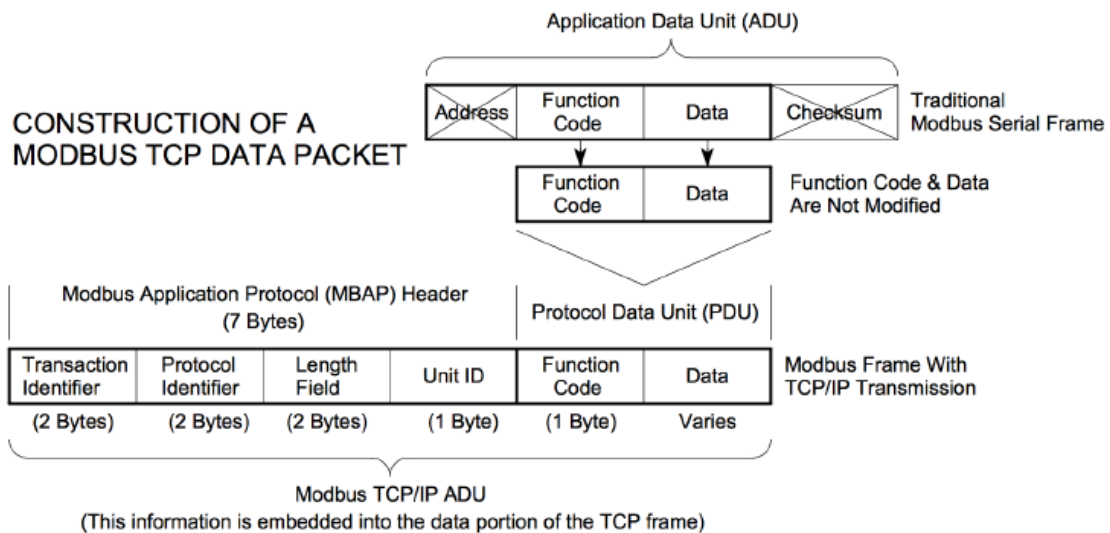 Application Data Unit (ADU)
CONSTRUCTION OF A
MODBUS TCP DATA PACKET
Address
Function
Code
Data
Checksum
Traditional
Modbus Serial Frame
Function
Code
Data
Function Code & Data
Are Not Modified
Modbus Application Protocol (MBAP) Header
(7 Bytes)
Protocol Data Unit (PDU)
Transaction
Identifier
Protocol
Identifier
Length
Field
Unit ID
Function
Code
Data
Modbus Frame With
TCP/IP Transmission
(2 Bytes)
(2 Bytes)
(2 Bytes)
(1 Byte)
(1 Byte)
Varies
Modbus TCP/IP ADU
(This information is embedded into the data portion of the TCP frame)